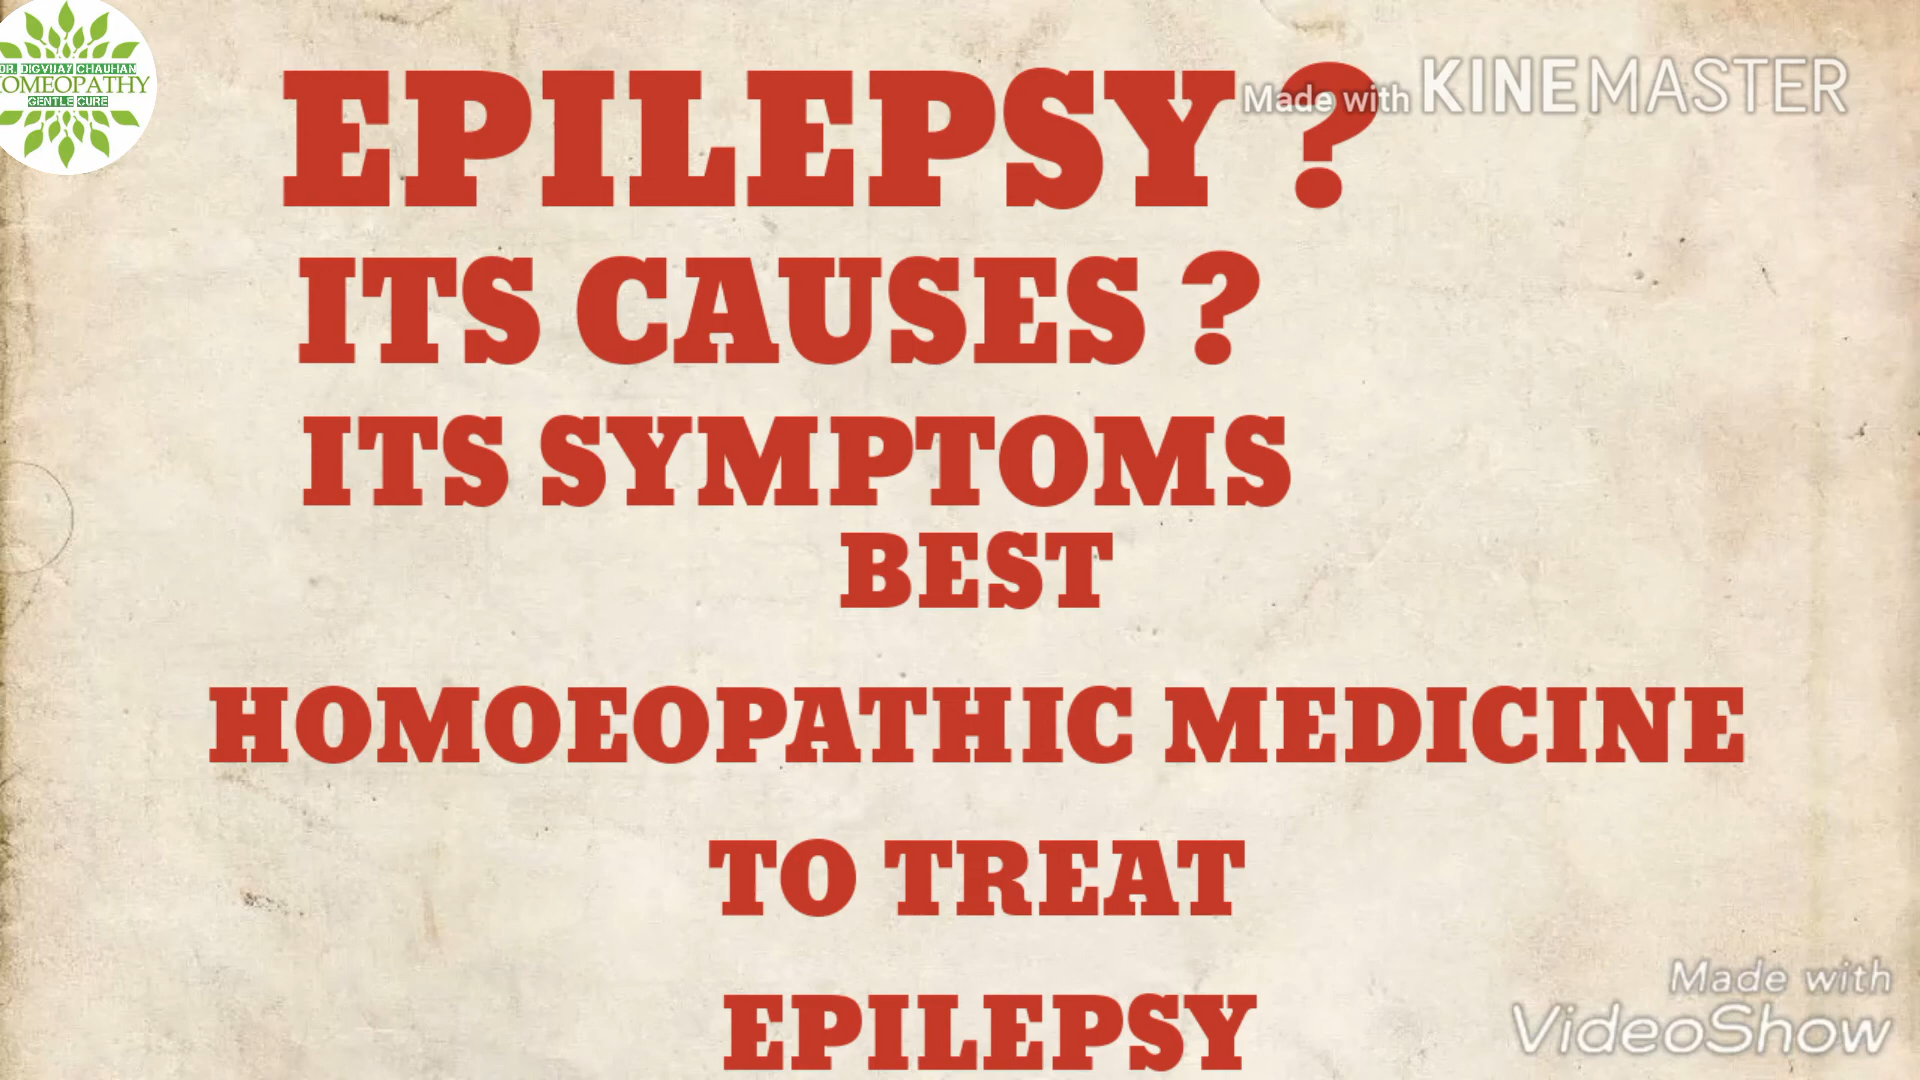 DR. DIGVIJAY CHAUHAN
HOMEOPATHY
GENTLE CURE
EPILEPSY ?
Made with KINEMASTER
ITS CAUSES ?
ITS SYMPTOMS
BEST
HOMOEOPATHIC MEDICINE
TO TREAT
EPILEPSY
Made with
VideoShow